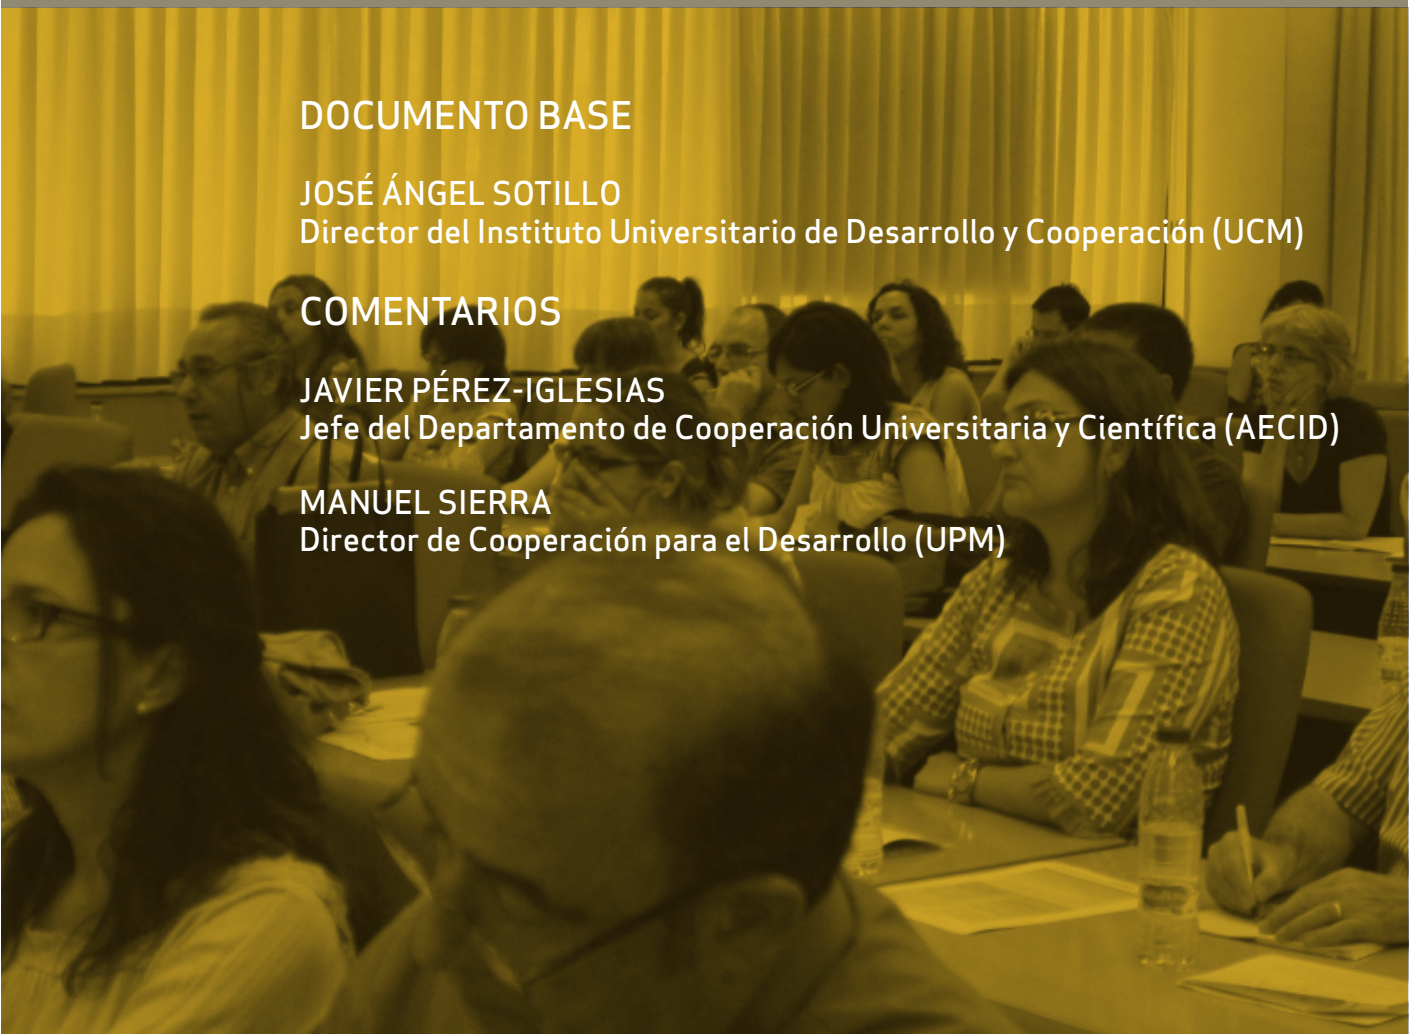 DOCUMENTO BASE
JOSÉ ÁNGEL SOTILLO
Director del Instituto Universitario de Desarrollo y Cooperación (UCM)
COMENTARIOS
JAVIER PÉREZ-IGLESIAS
Jefe del Departamento de Cooperación Universitaria y Científica (AECID)
MANUEL SIERRA
Director de Cooperación para el Desarrollo (UPM)